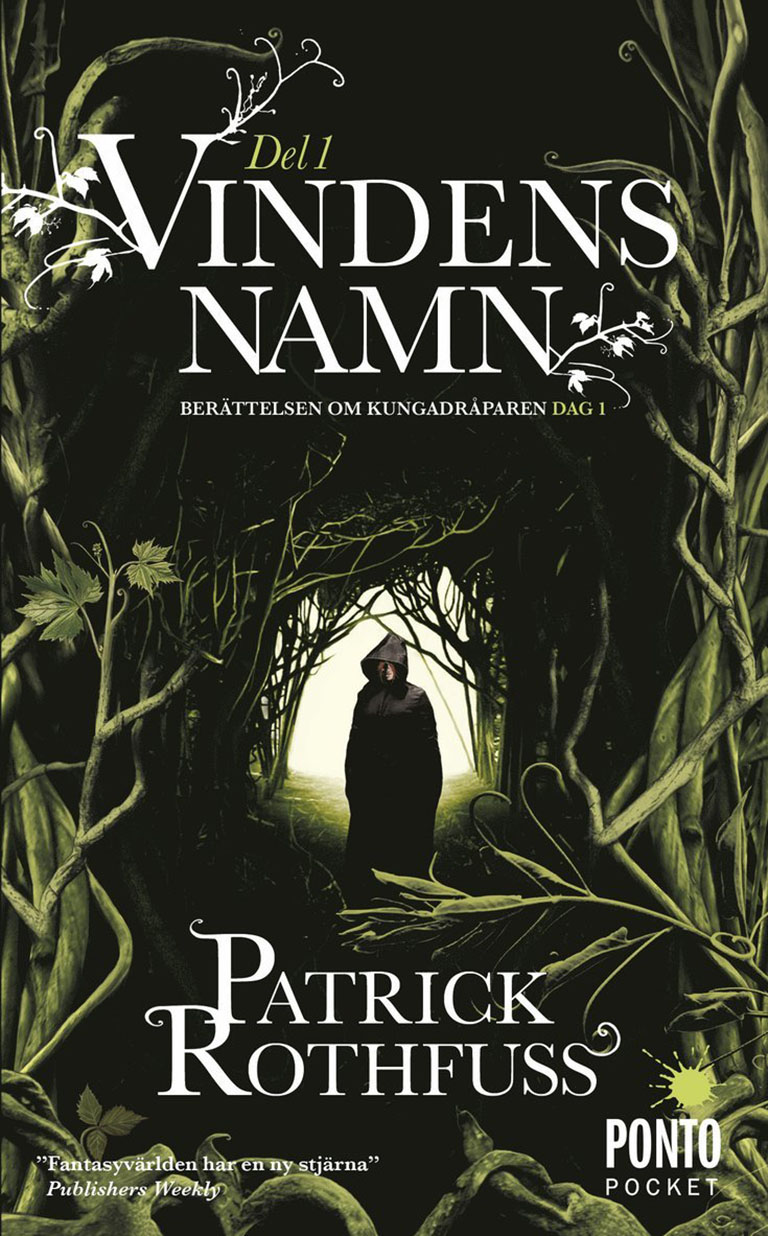 Del 1
VINDENS
NAMN
BERÄTTELSEN OM KUNGADRÅPAREN DAG 1
PATRICK
ROTHFUSS
”Fantasyvärlden har en ny stjärna”
Publishers Weekly
PONTO
POCKET